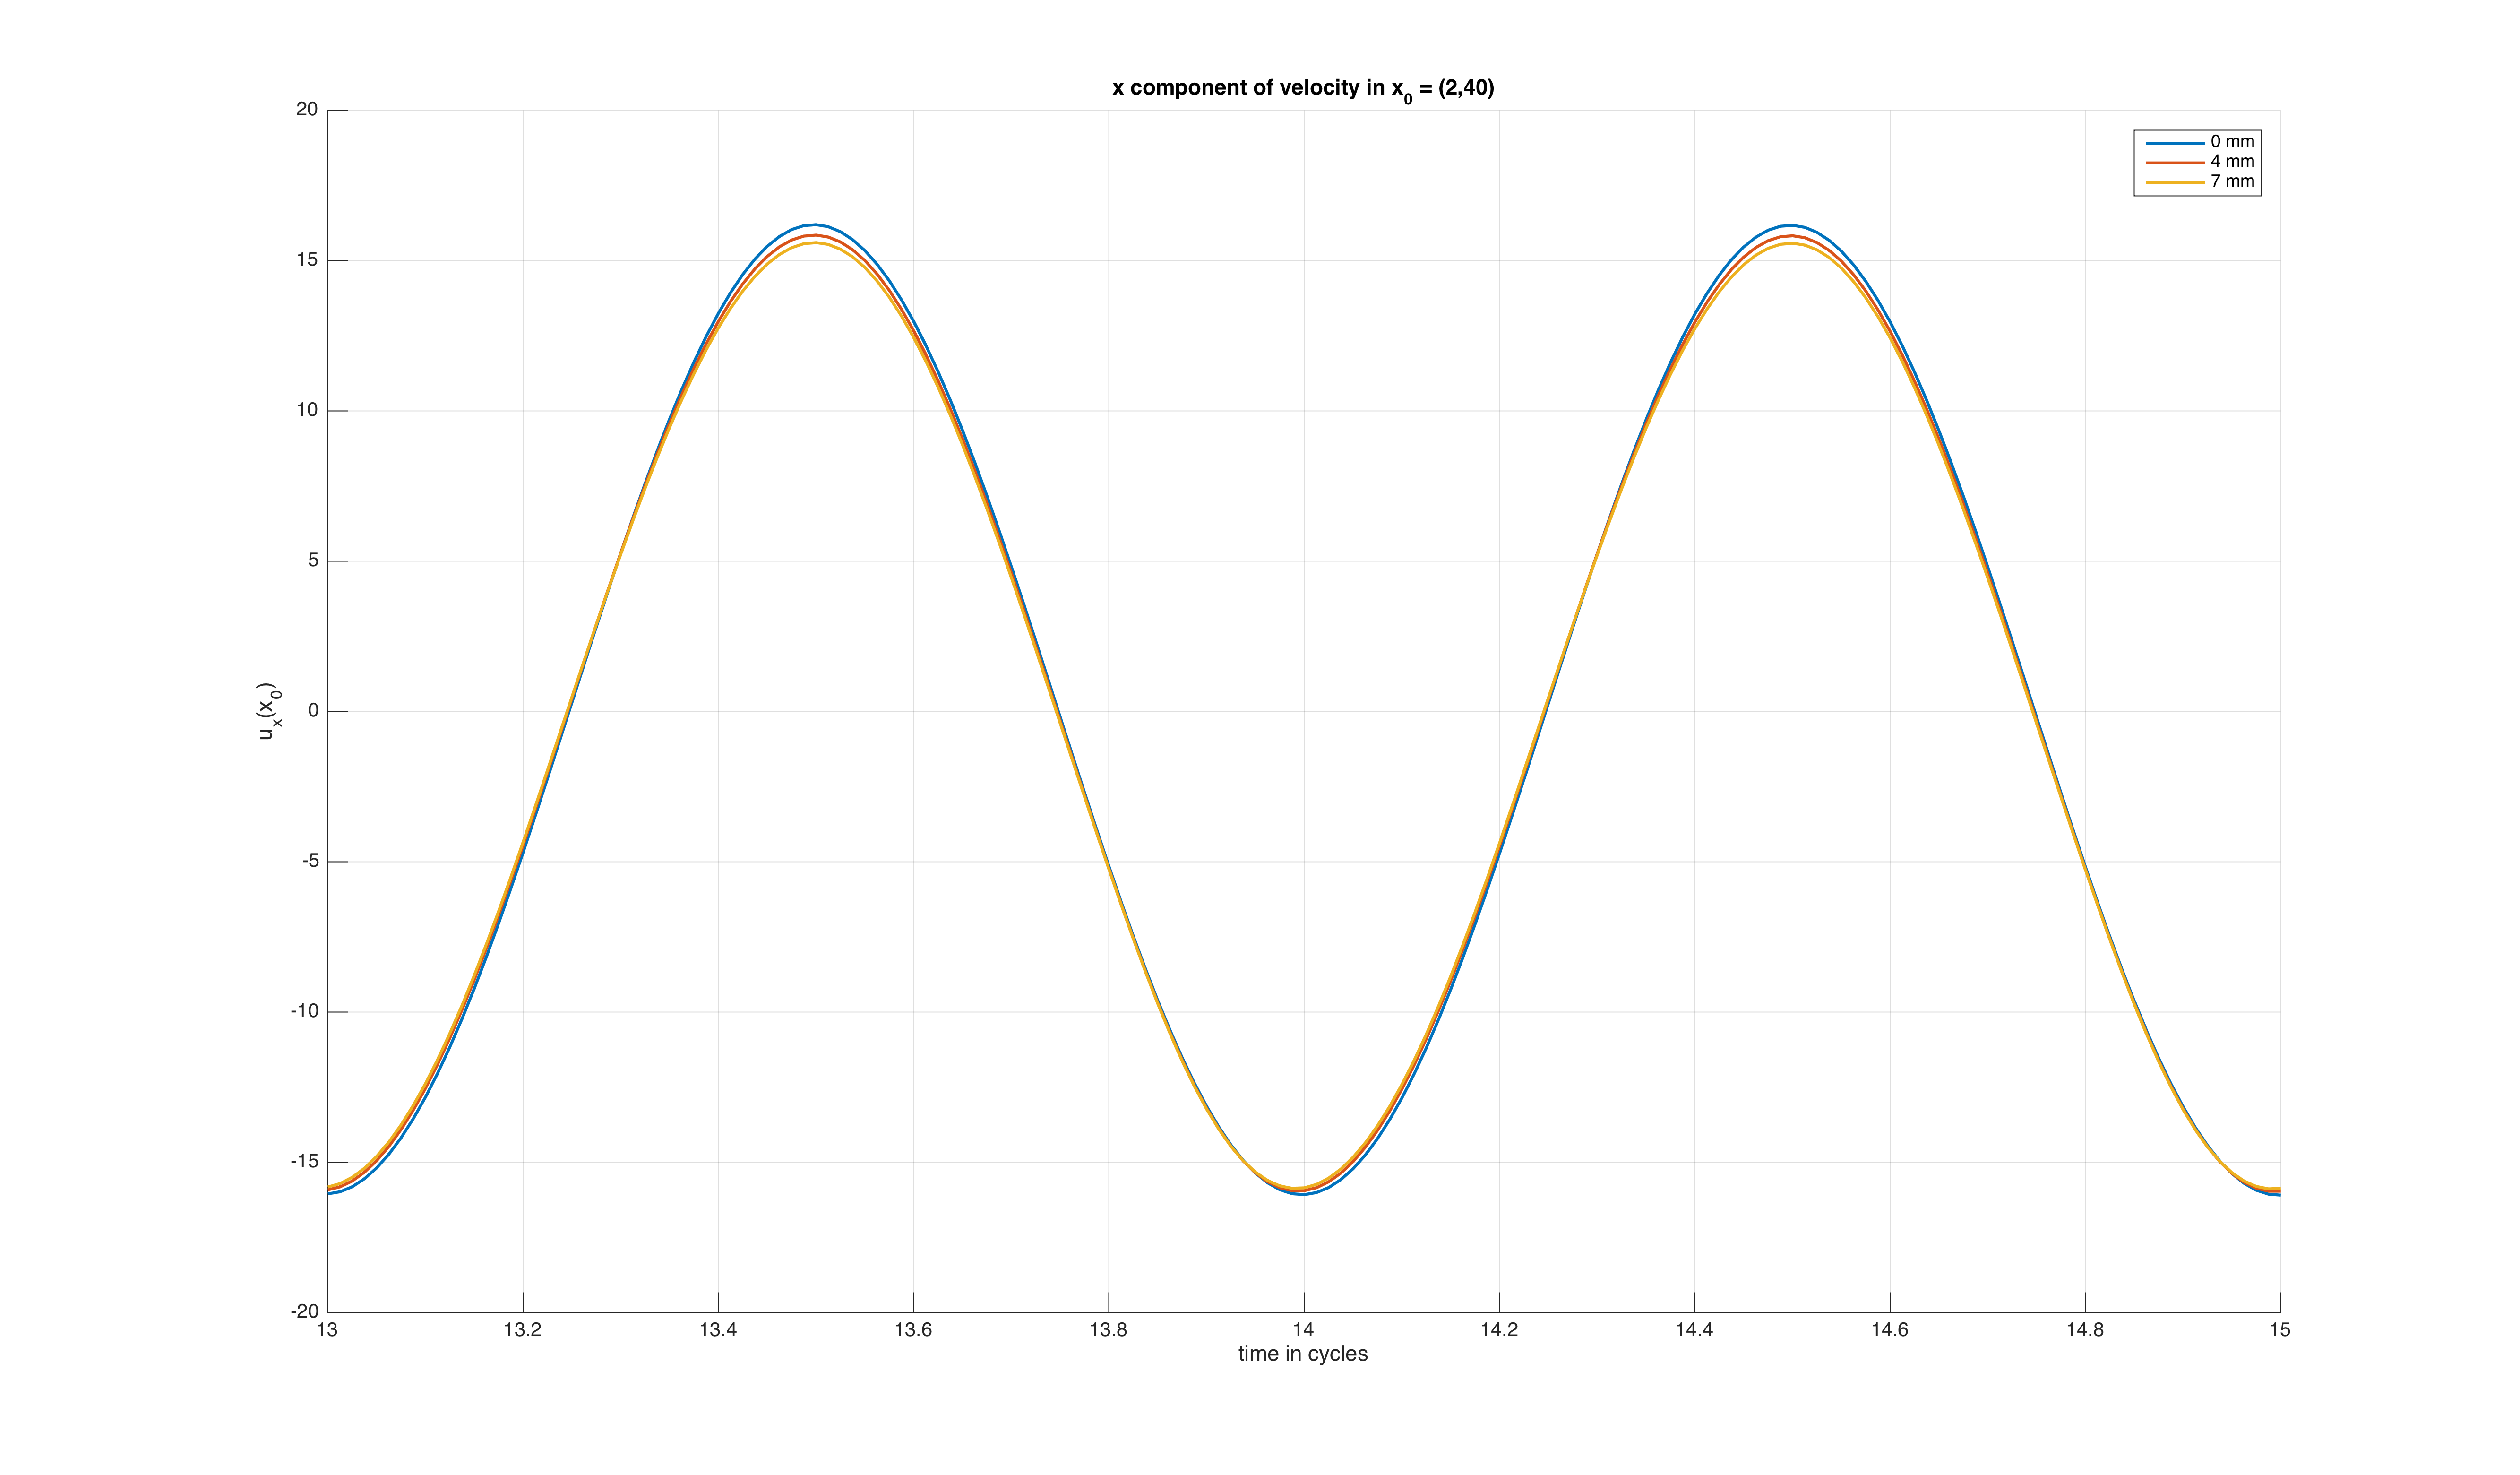 x component of velocity in x₀ = (2,40)
20
15
10
5
0
-5
-10
-15
-20
u_x(x₀)
0 mm
4 mm
7 mm
13 13.2 13.4 13.6 13.8 14 14.2 14.4 14.6 14.8 15
time in cycles